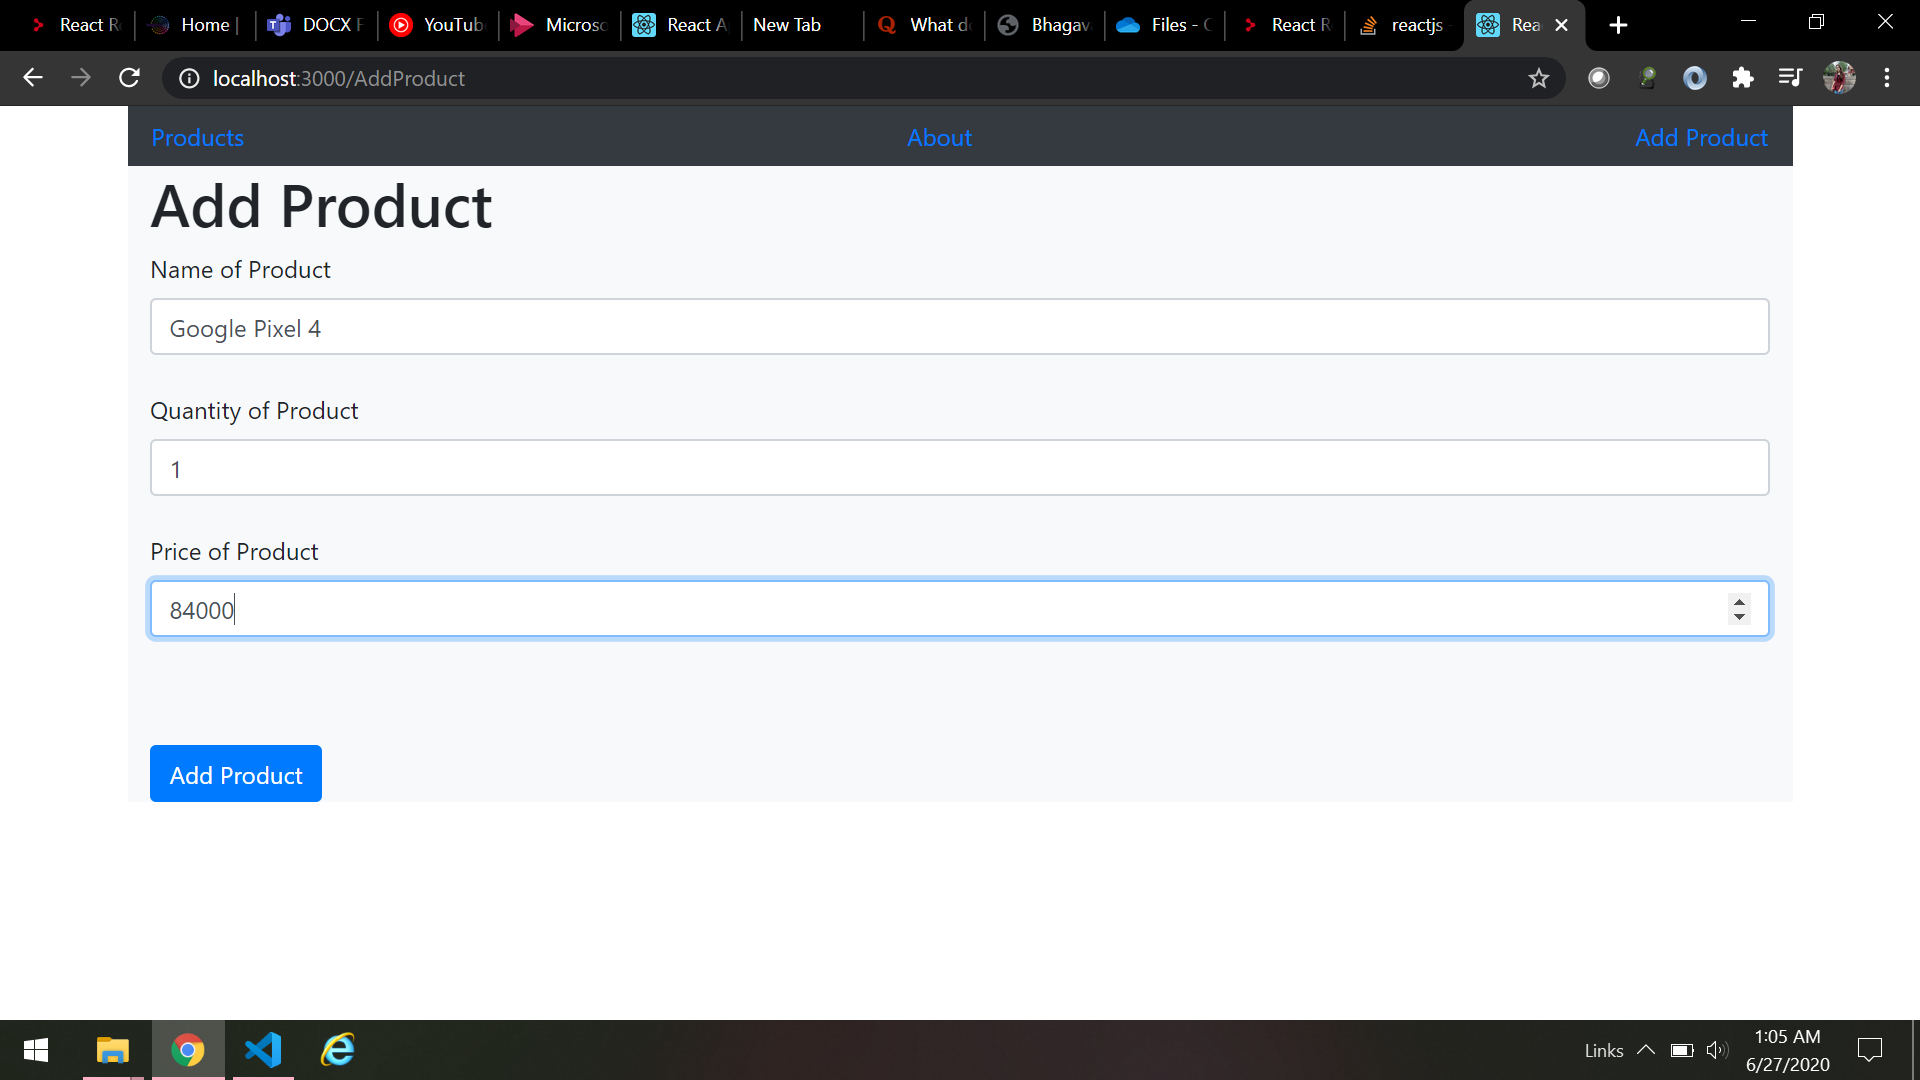 React R
Home
DOCX F
YouTub
Microso
React A
New Tab
What d
Bhagav
Files - C
React R
reactjs
Rea
localhost:3000/AddProduct
Products About Add Product
Add Product
Name of Product
Google Pixel 4
Quantity of Product
1
Price of Product
84000
Add Product
Links
1:05 AM
6/27/2020